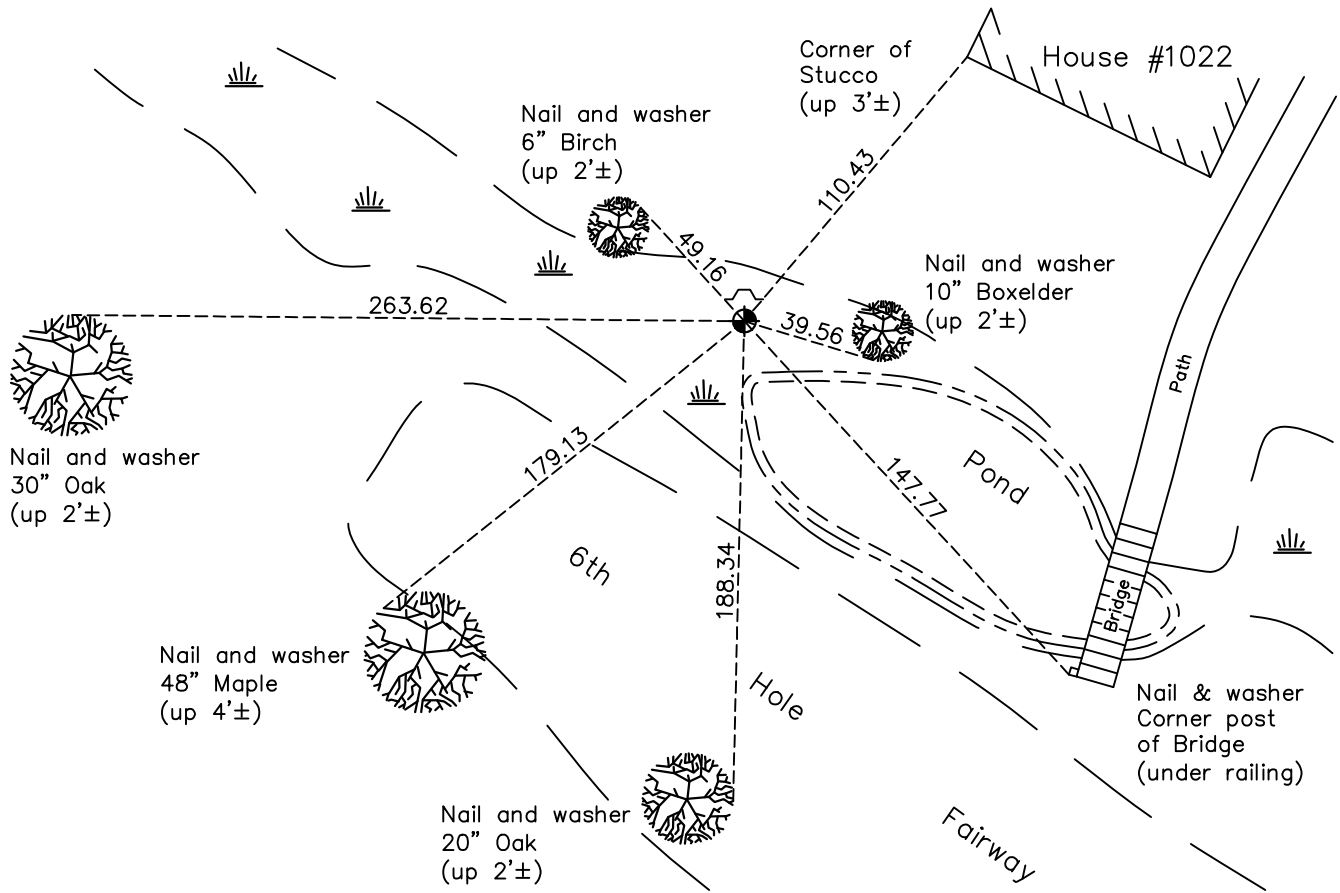 Corner of
Stucco
(up 3'±)
House #1022
Nail and washer
6" Birch
(up 2'±)
110.43
49.16
Nail and washer
10" Boxelder
(up 2'±)
263.62
39.56
Path
Nail and washer
30" Oak
(up 2'±)
179.13
147.77
Pond
6th
188.34
Bridge
Nail and washer
48" Maple
(up 4'±)
Hole
Nail & washer
Corner post
of Bridge
(under railing)
Nail and washer
20" Oak
(up 2'±)
Fairway